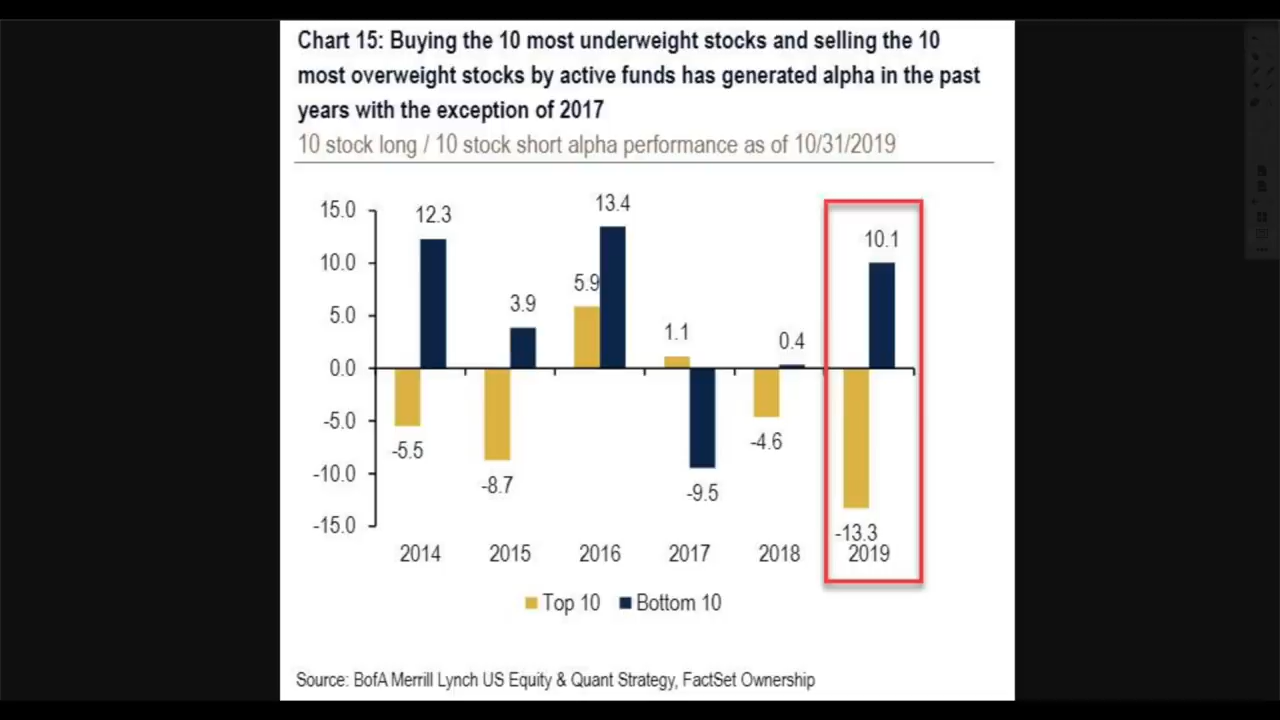 Chart 15: Buying the 10 most underweight stocks and selling the 10
most overweight stocks by active funds has generated alpha in the past
years with the exception of 2017
10 stock long / 10 stock short alpha performance as of 10/31/2019
15.0
10.0
5.0
0.0
-5.0
-10.0
-15.0
12.3
-5.5
3.9
-8.7
13.4
5.9
1.1
-9.5
0.4
-4.6
10.1
-13.3
2014 2015 2016 2017 2018 2019
Top 10 Bottom 10
Source: BofA Merrill Lynch US Equity & Quant Strategy, FactSet Ownership